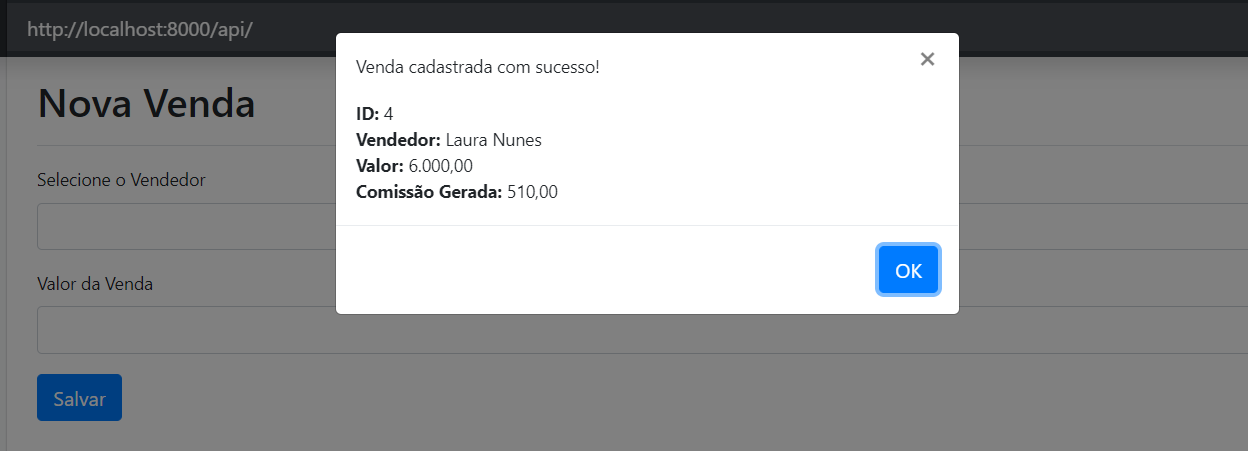 http://localhost:8000/api/
Venda cadastrada com sucesso!
×
ID: 4
Vendedor: Laura Nunes
Valor: 6.000,00
Comissão Gerada: 510,00
OK
Nova Venda
Selecione o Vendedor
Valor da Venda
Salvar